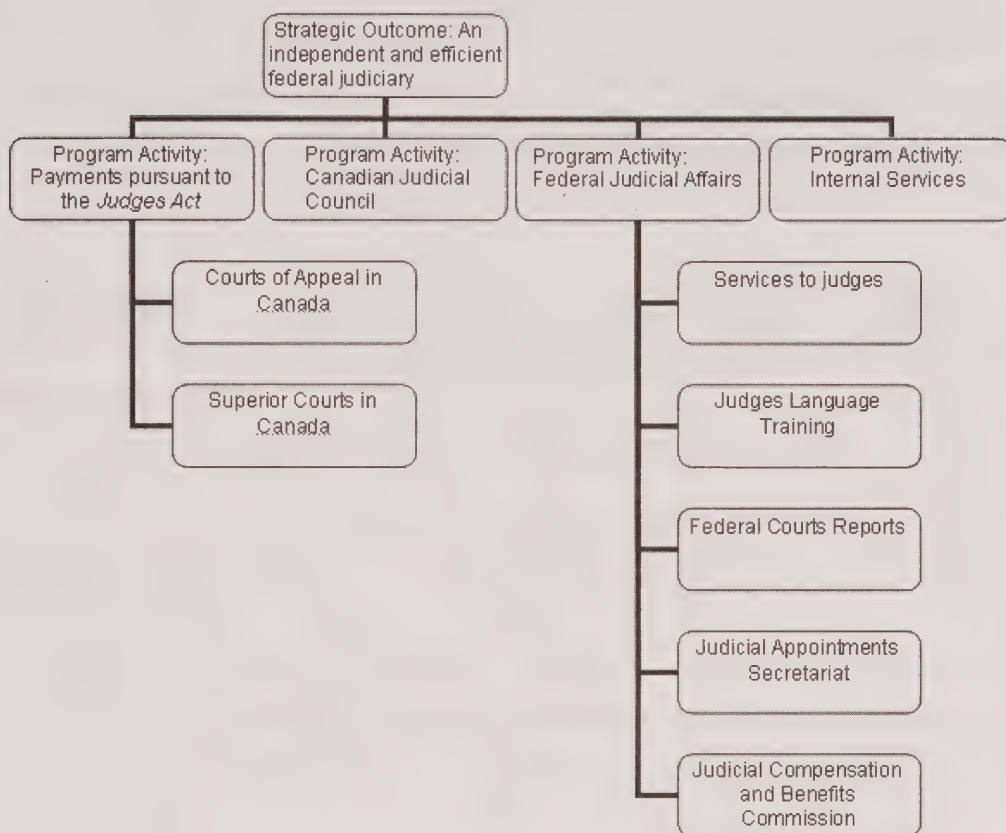 Strategic Outcome: An
independent and efficient
federal judiciary
Program Activity:
Payments pursuant to
the Judges Act
Program Activity:
Canadian Judicial
Council
Program Activity:
Federal Judicial Affairs
Program Activity:
Internal Services
Courts of Appeal in
Canada
Superior Courts in
Canada
Services to judges
Judges Language
Training
Federal Courts Reports
Judicial Appointments
Secretariat
Judicial Compensation
and Benefits
Commission